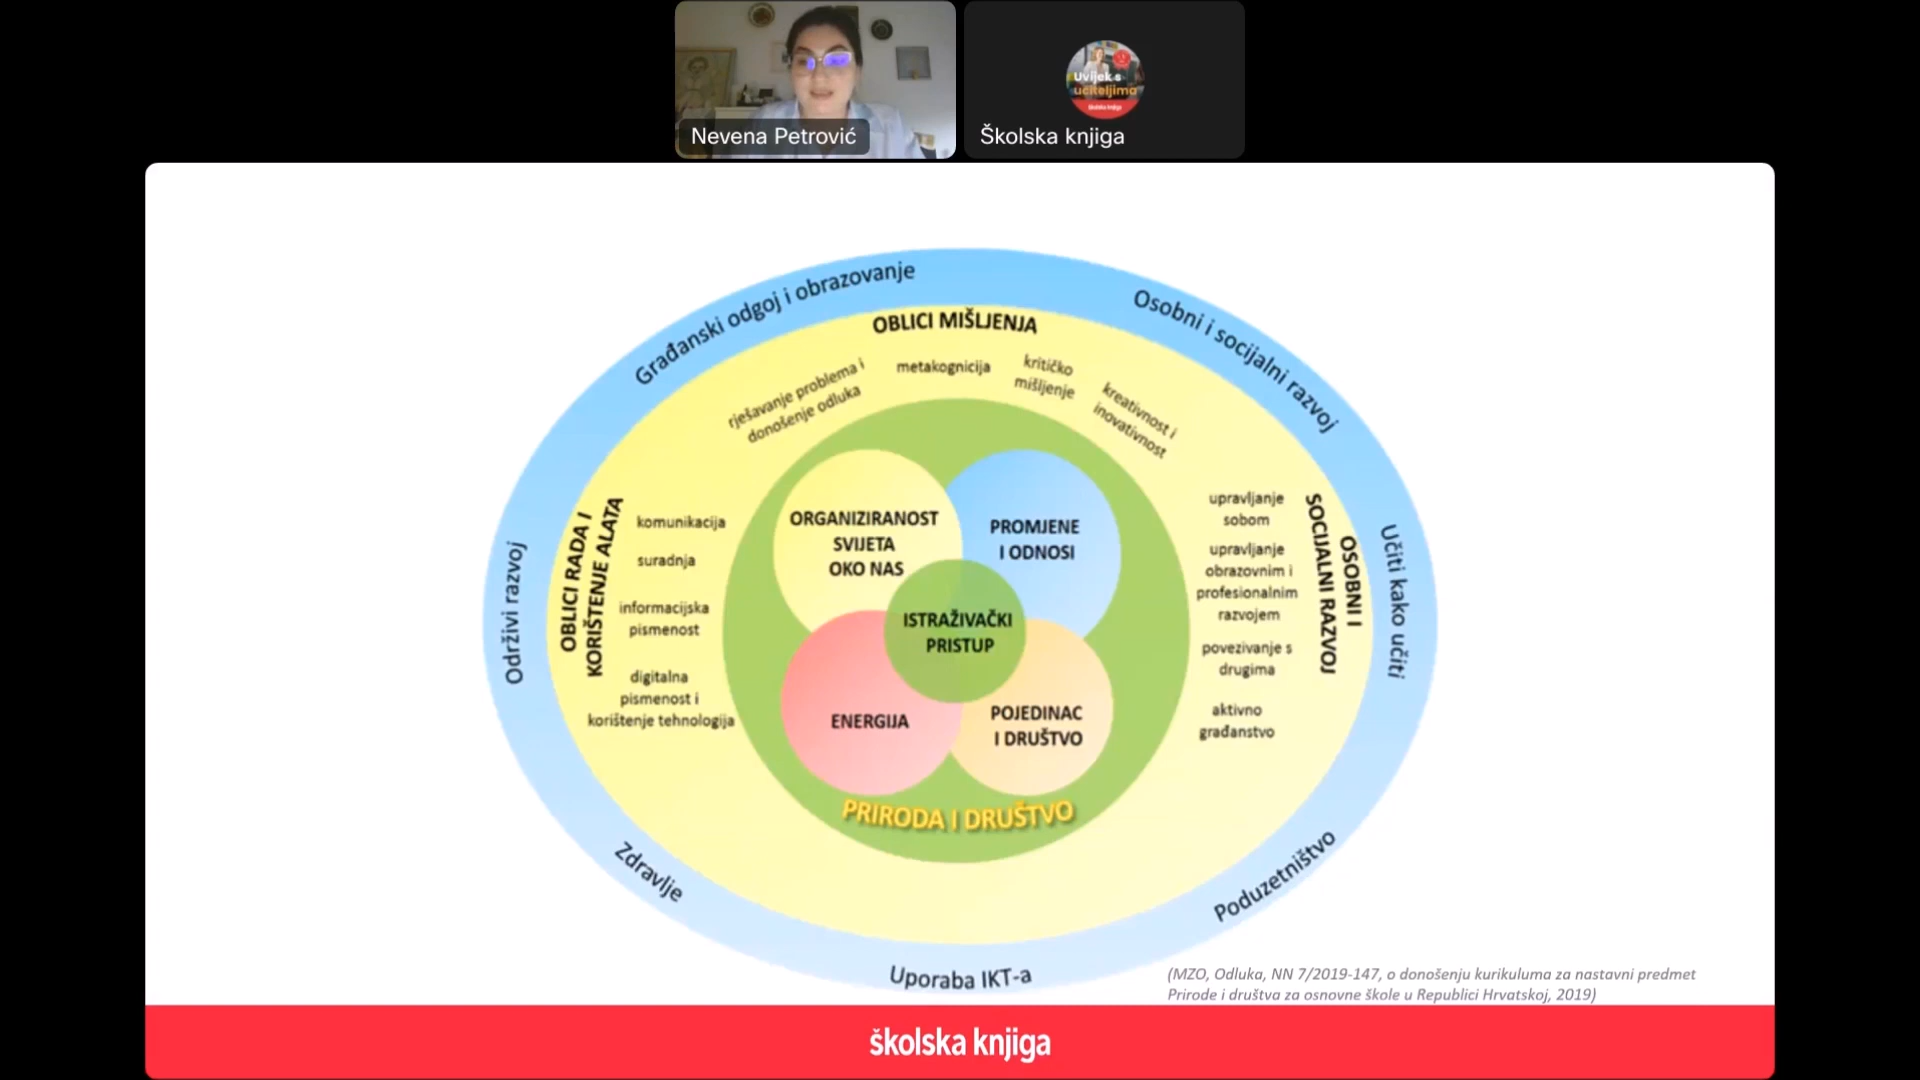 Uvijek s
učiteljima
školska knjiga
Nevena Petrović
Školska knjiga
Građanski odgoj i obrazovanje
Osobni i socijalni razvoj
OBLICI MIŠLJENJA
rješavanje problema i
donošenje odluka
metakognicija
kritičko
mišljenje
kreativnost i
inovativnost
Održivi razvoj
OBLICI RADA I
KORIŠTENJE ALATA
komunikacija
suradnja
informacijska
pismenost
digitalna
pismenost i
korištenje tehnologija
ORGANIZIRANOST
SVIJETA
OKO NAS
PROMJENE
I ODNOSI
ISTRAŽIVAČKI
PRISTUP
ENERGIJA
POJEDINAC
I DRUŠTVO
PRIRODA I DRUŠTVO
upravljanje
sobom
upravljanje
obrazovnim i
profesionalnim
razvojem
povezivanje s
drugima
aktivno
građanstvo
OSOBNI I
SOCIJALNI RAZVOJ
Učiti kako učiti
Zdravlje
Uporaba IKT-a
Poduzetništvo
(MZO, Odluka, NN 7/2019-147, o donošenju kurikuluma za nastavni predmet
Prirode i društva za osnovne škole u Republici Hrvatskoj, 2019)
školska knjiga